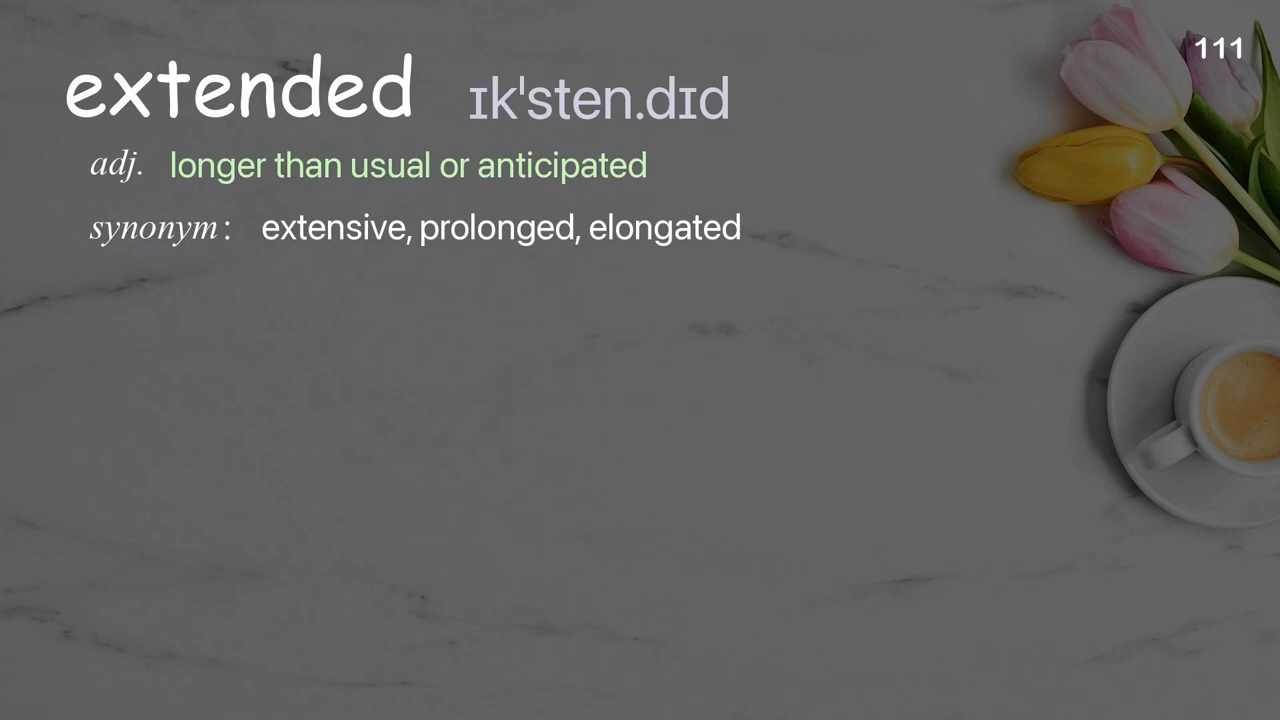 111
extended ɪkˈsten.dɪd
adj. longer than usual or anticipated
synonym : extensive, prolonged, elongated